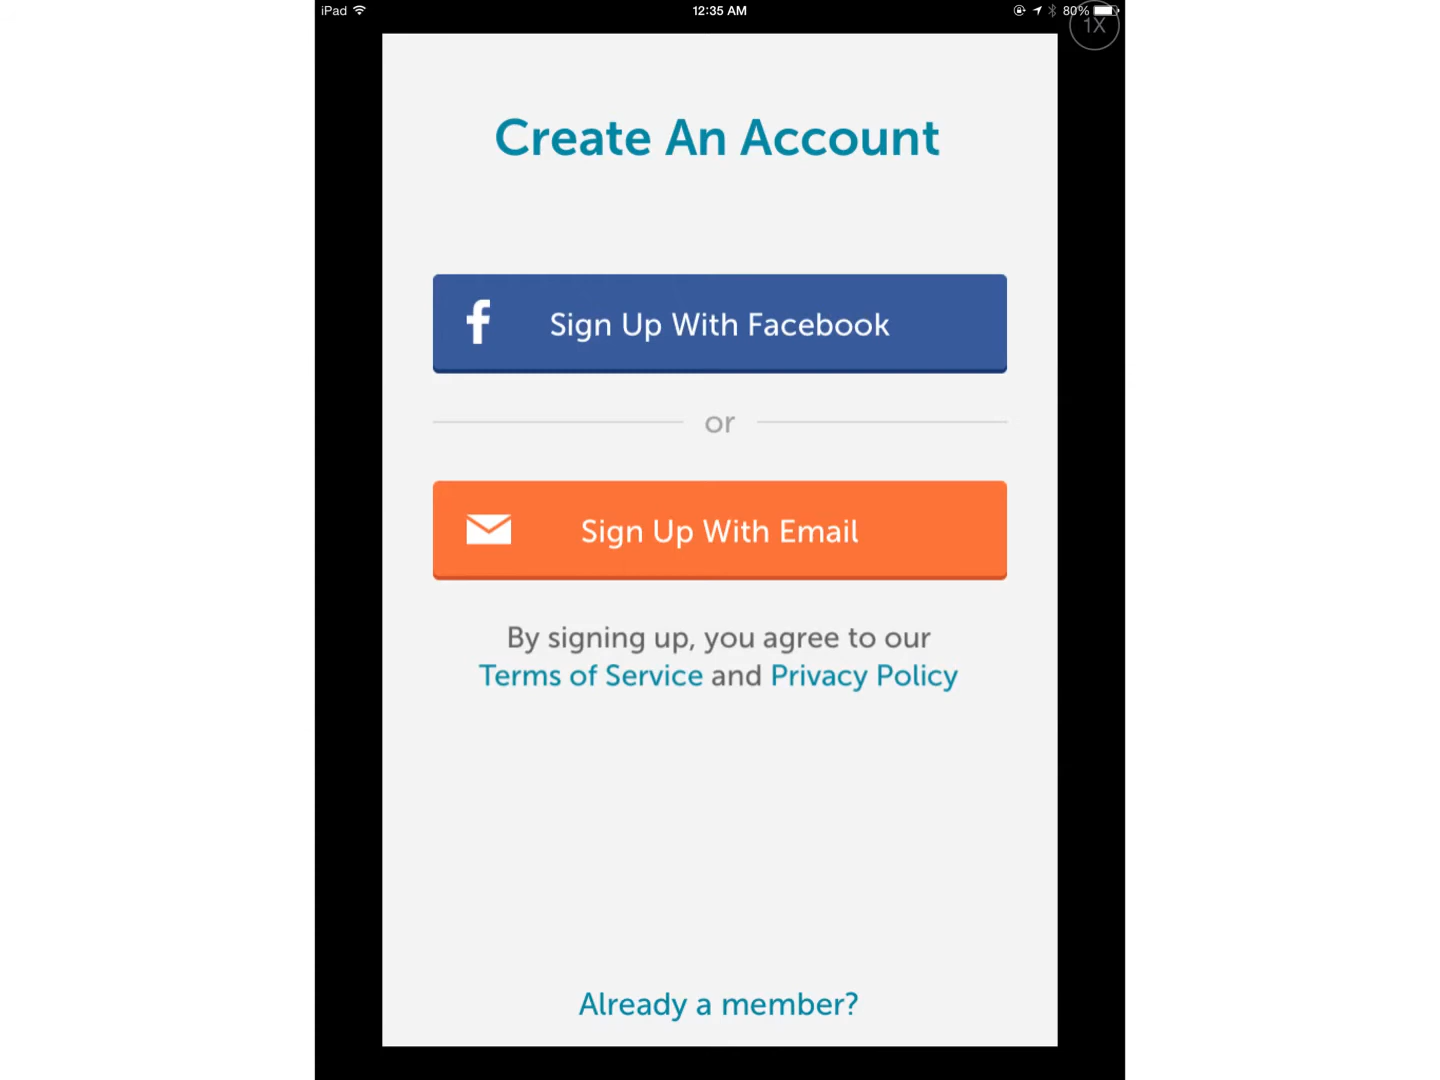 iPad 12:35 AM 80%
1X
Create An Account
Sign Up With Facebook
or
Sign Up With Email
By signing up, you agree to our
Terms of Service and Privacy Policy
Already a member?